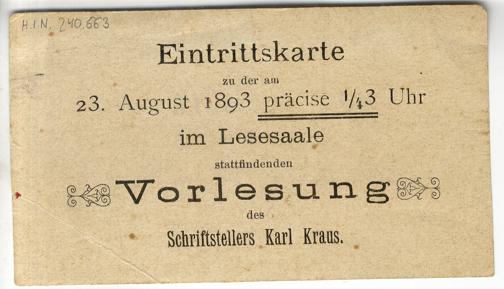 H.I.N. 240.663
Eintrittskarte
zu der am
23. August 1893 präcise 1/43 Uhr
im Lesesaale
stattfindenden
Vorlesung
des
Schriftstellers Karl Kraus.